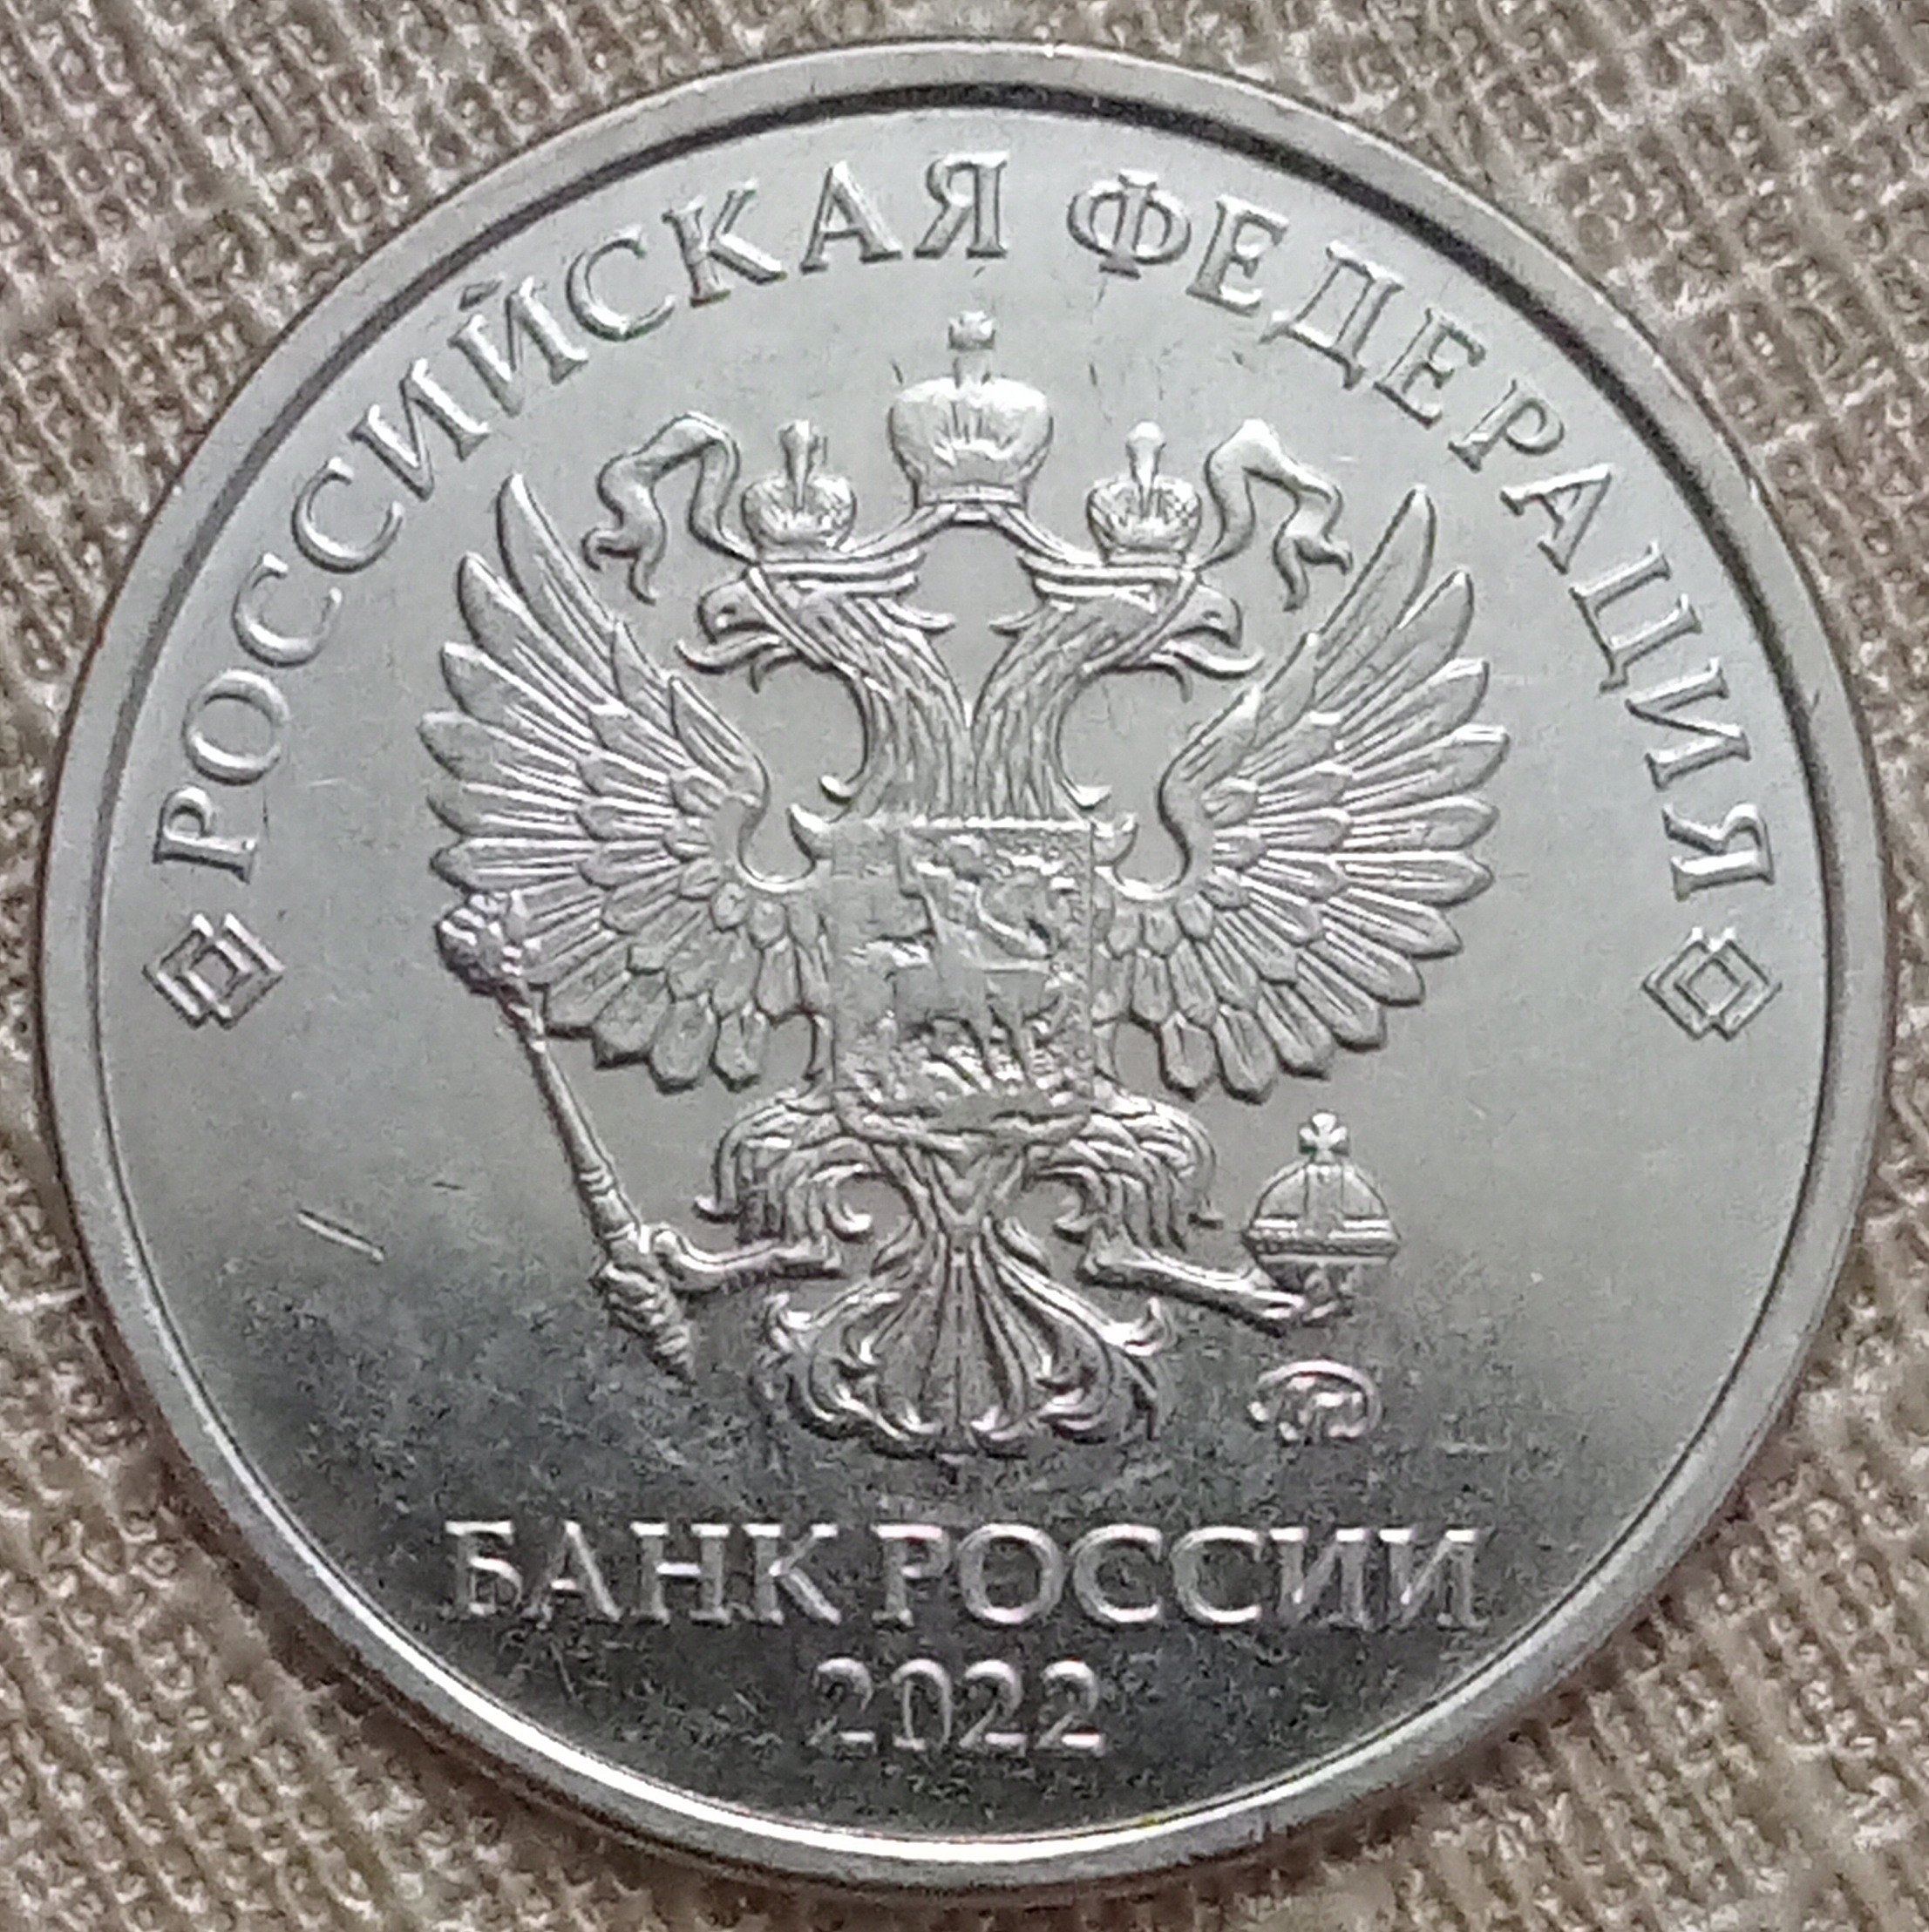 РОССИЙСКАЯ ФЕДЕРАЦИЯ
БАНК РОССИИ
2022